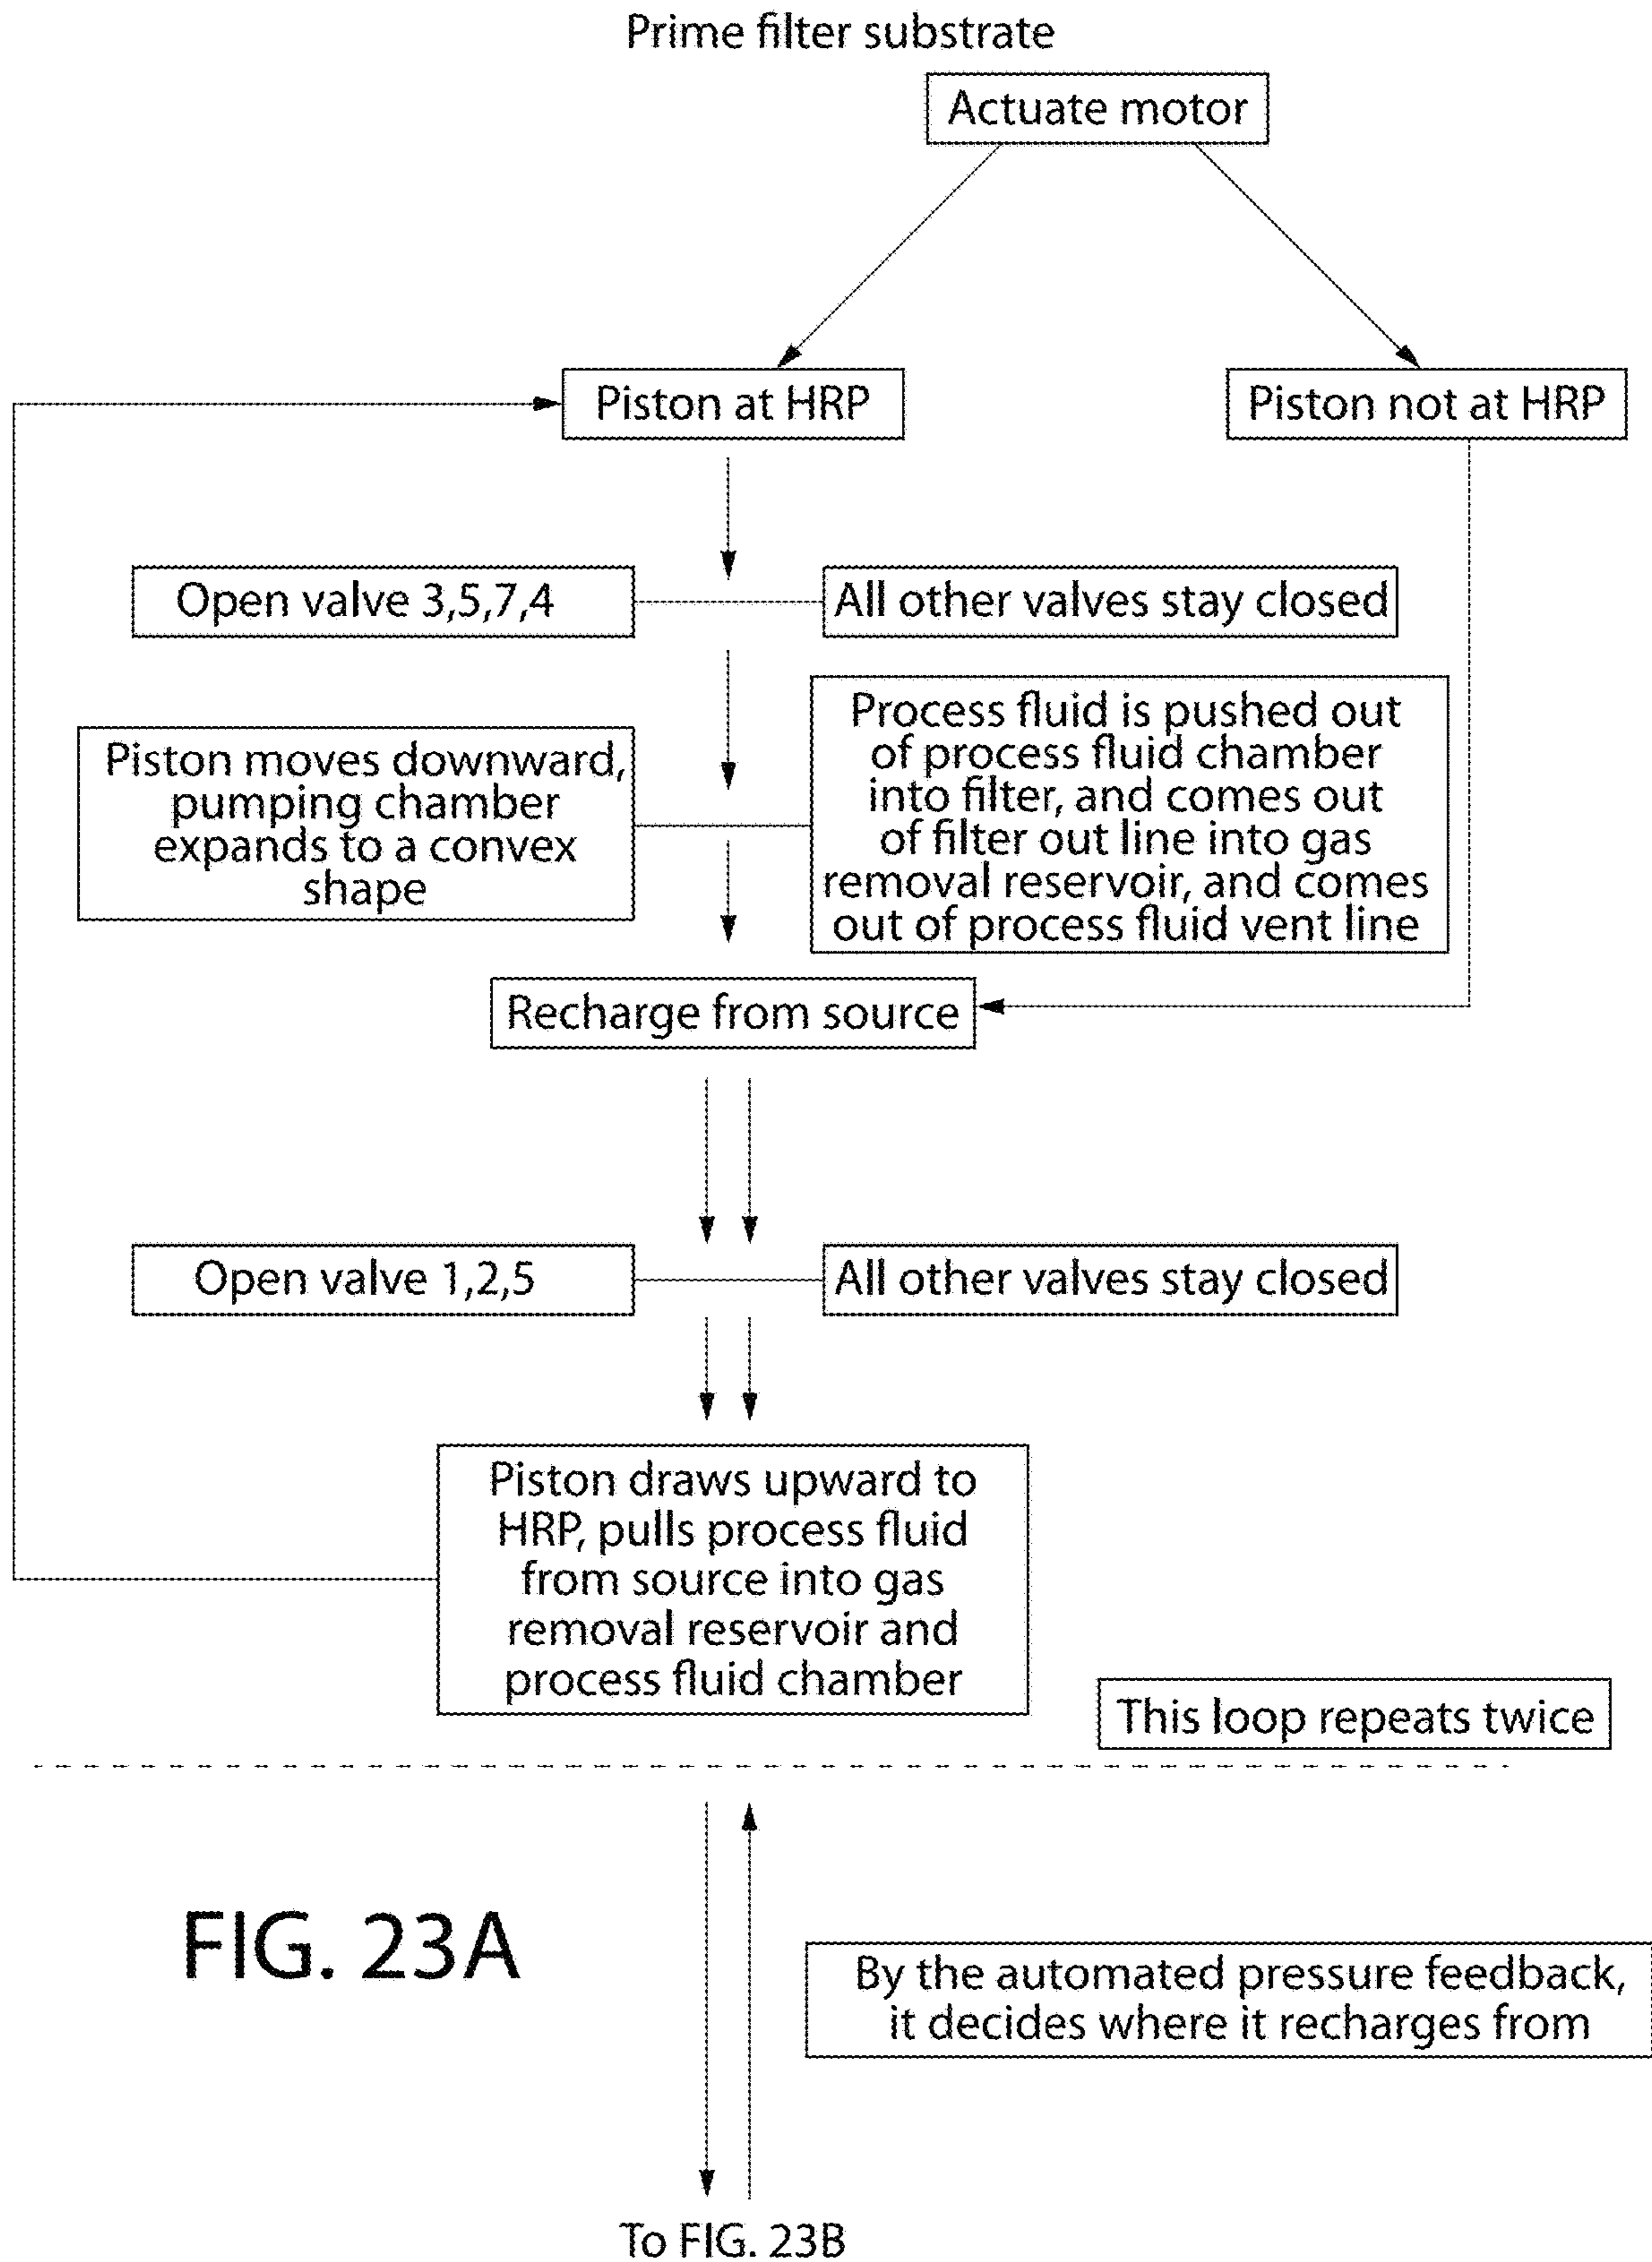 Prime filter substrate
Actuate motor
Piston at HRP
Piston not at HRP
Open valve 3,5,7,4
All other valves stay closed
Piston moves downward,
pumping chamber
expands to a convex
shape
Process fluid is pushed out
of process fluid chamber
into filter, and comes out
of filter out line into gas
removal reservoir, and comes
out of process fluid vent line
Recharge from source
Open valve 1,2,5
All other valves stay closed
Piston draws upward to
HRP, pulls process fluid
from source into gas
removal reservoir and
process fluid chamber
This loop repeats twice
FIG. 23A
By the automated pressure feedback,
it decides where it recharges from
To FIG. 23B